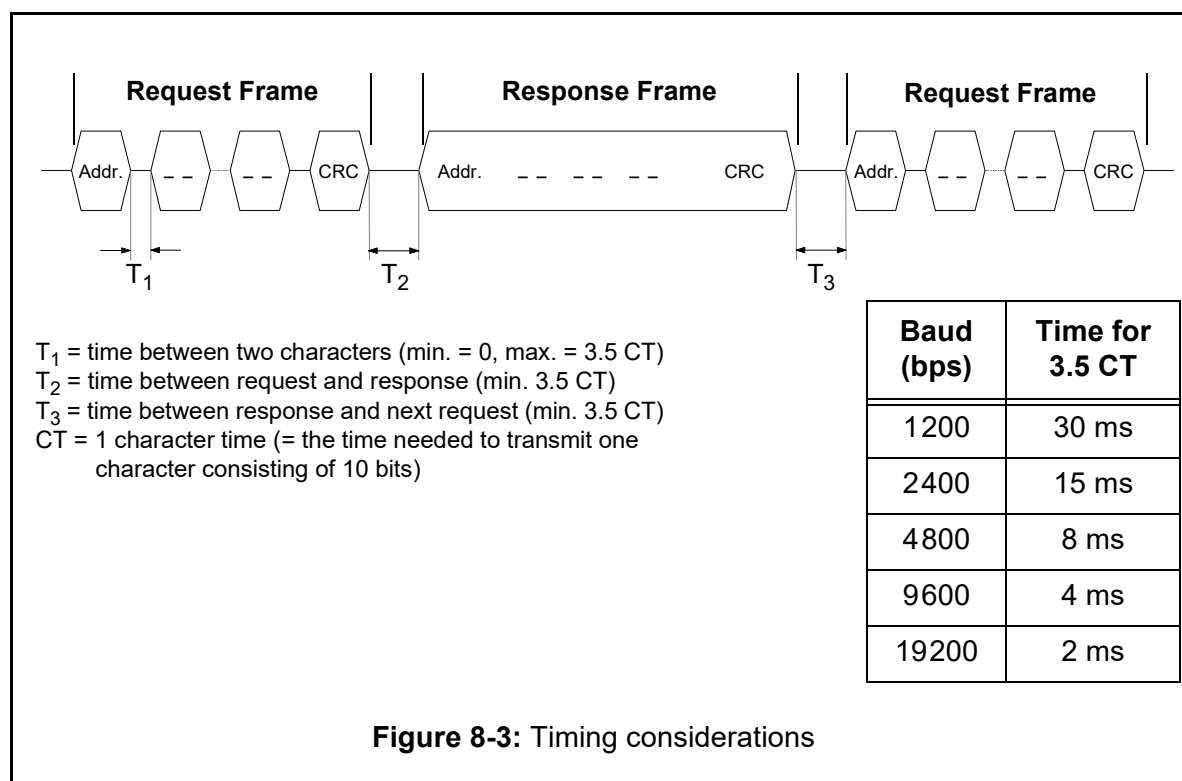 Request Frame
Response Frame
Request Frame
Addr.
_ _
_ _
CRC
Addr.
_ _ _ _ _ _
CRC
Addr.
_ _
_ _
CRC
T1
T2
T3
T1 = time between two characters (min. = 0, max. = 3.5 CT)
T2 = time between request and response (min. 3.5 CT)
T3 = time between response and next request (min. 3.5 CT)
CT = 1 character time (= the time needed to transmit one
character consisting of 10 bits)
Baud (bps) Time for 3.5 CT
1200 30 ms
2400 15 ms
4800 8 ms
9600 4 ms
19200 2 ms
Figure 8-3: Timing considerations